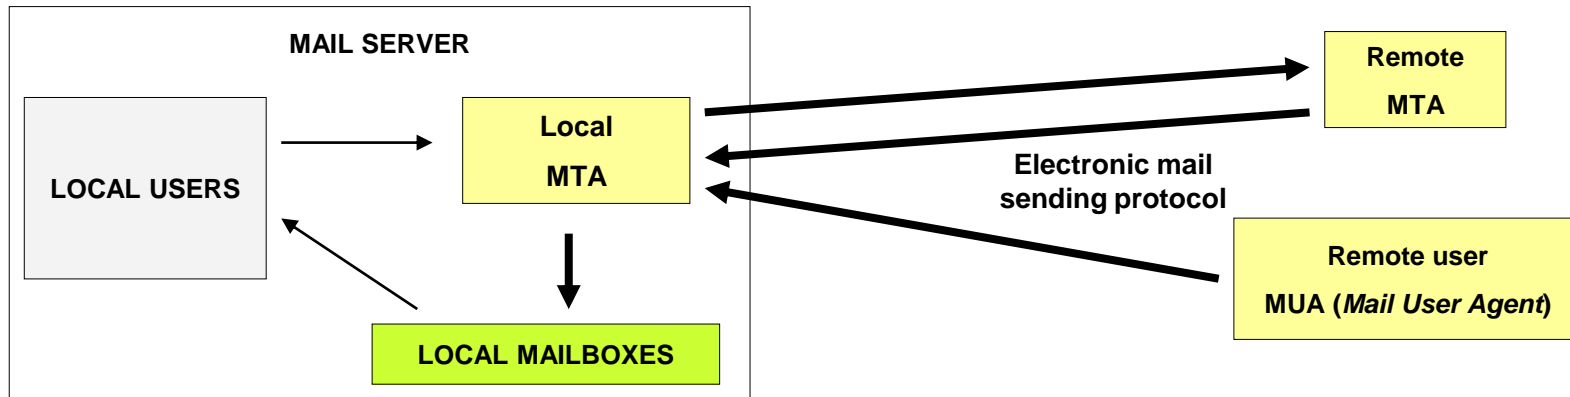 MAIL SERVER
LOCAL USERS
Local
MTA
LOCAL MAILBOXES
Remote
MTA
Electronic mail
sending protocol
Remote user
MUA (Mail User Agent)